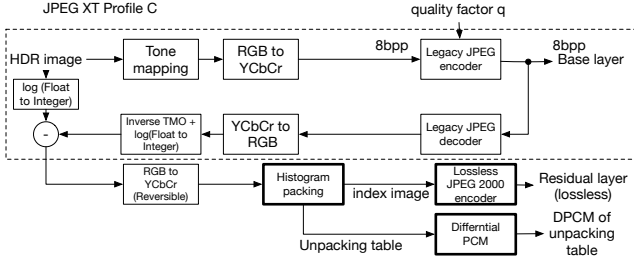 JPEG XT Profile C
quality factor q
HDR image
Tone
mapping
RGB to
YCbCr
8bpp
Legacy JPEG
encoder
8bpp
Base layer
log (Float
to Integer)
-
Inverse TMO +
log(Float to
Integer)
YCbCr to
RGB
Legacy JPEG
decoder
RGB to
YCbCr
(Reversible)
Histogram
packing
index image
Lossless
JPEG 2000
encoder
Residual layer
(lossless)
Unpacking table
Differntial
PCM
DPCM of
unpacking
table